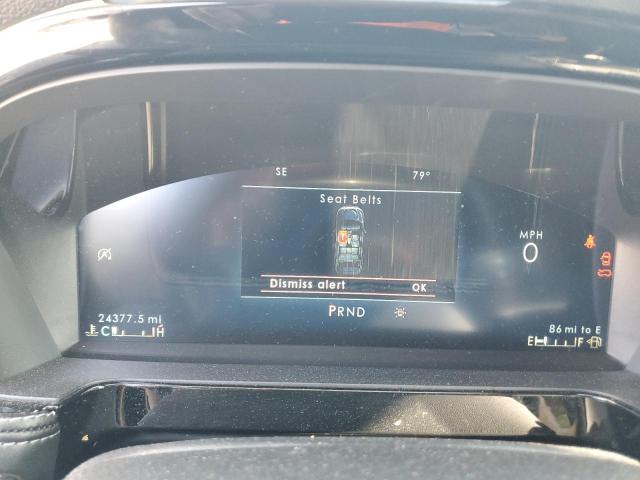 SE 79°
Seat Belts
Dismiss alert OK
MPH
0
24377.5 mi
C H
PRND
86 mi to E
E F